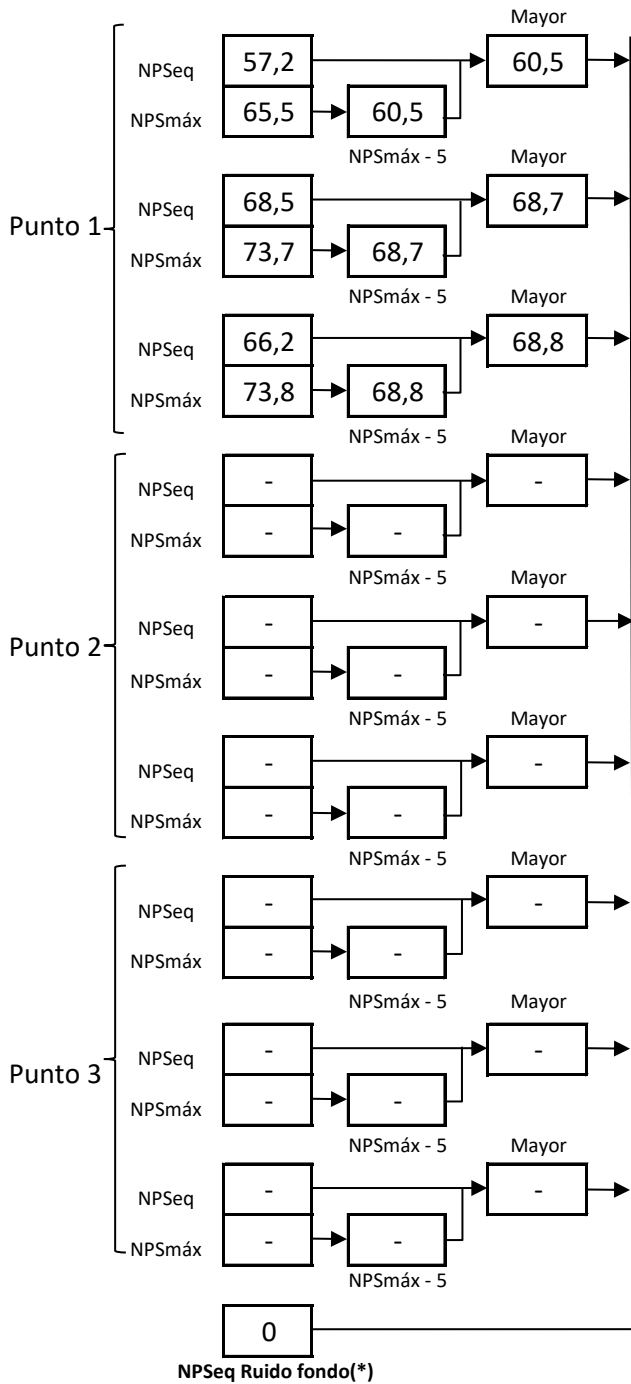 Mayor
NPSeq 57,2 60,5
NPSmáx 65,5 60,5
NPSmáx - 5 Mayor
Punto 1
NPSeq 68,5 68,7
NPSmáx 73,7 68,7
NPSmáx - 5 Mayor
NPSeq 66,2 68,8
NPSmáx 73,8 68,8
NPSmáx - 5 Mayor
NPSeq - -
NPSmáx - -
NPSmáx - 5 Mayor
Punto 2
NPSeq - -
NPSmáx - -
NPSmáx - 5 Mayor
NPSeq - -
NPSmáx - -
NPSmáx - 5 Mayor
NPSeq - -
NPSmáx - -
NPSmáx - 5 Mayor
Punto 3
NPSeq - -
NPSmáx - -
NPSmáx - 5 Mayor
NPSeq - -
NPSmáx - -
NPSmáx - 5
0
NPSeq Ruido fondo(*)